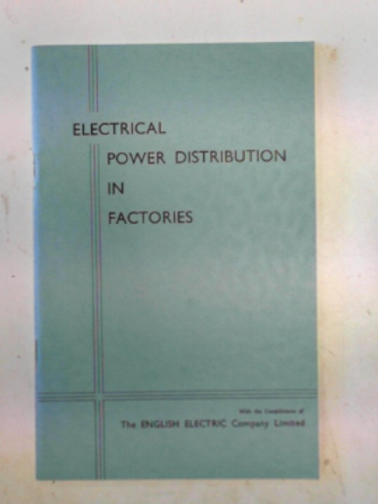 ELECTRICAL
POWER DISTRIBUTION
IN
FACTORIES
With the Compliments of
The ENGLISH ELECTRIC Company Limited